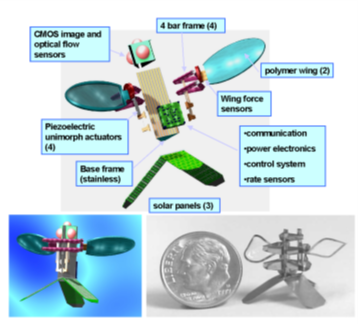 4 bar frame (4)
CMOS image and
optical flow
sensors
polymer wing (2)
Wing force
sensors
Piezoelectric
unimorph actuators
(4)
•communication
•power electronics
•control system
•rate sensors
Base frame
(stainless)
solar panels (3)
LIBERTY